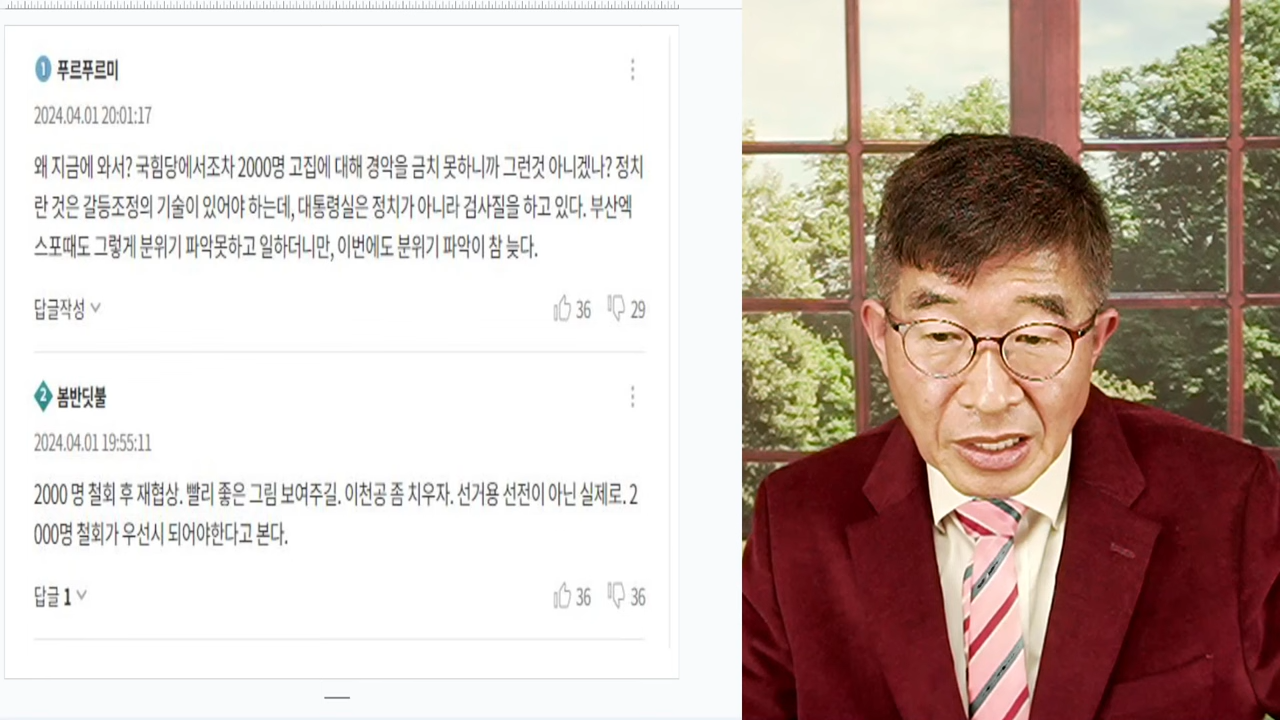 1 푸르푸르미
2024.04.01 20:01:17
왜 지금에 와서? 국힘당에서조차 2000명 고집에 대해 경악을 금치 못하니까 그런것 아니겠나? 정치
란 것은 갈등조정의 기술이 있어야 하는데, 대통령실은 정치가 아니라 검사질을 하고 있다. 부산엑
스포때도 그렇게 분위기 파악못하고 일하더니만, 이번에도 분위기 파악이 참 늦다.
답글작성 36 29
2 봄반딧불
2024.04.01 19:55:11
2000 명 철회 후 재협상. 빨리 좋은 그림 보여주길. 이천공 좀 치우자. 선거용 선전이 아닌 실제로. 2
000명 철회가 우선시 되어야한다고 본다.
답글 1 36 36